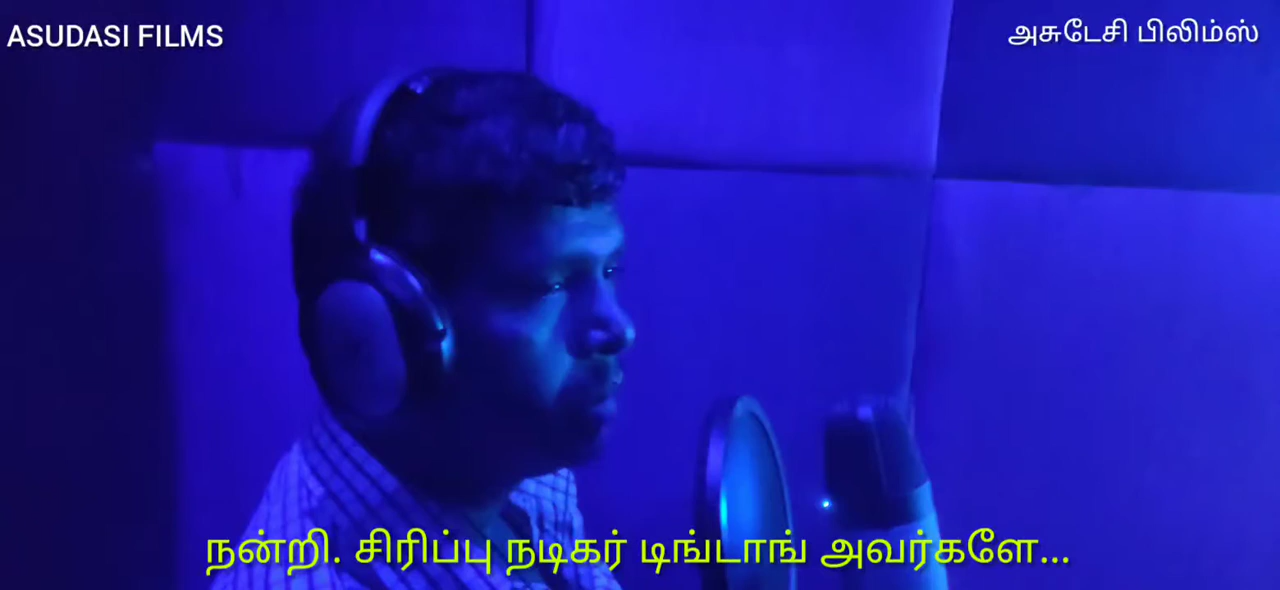 ASUDASI FILMS
அசுடேசி பிலிம்ஸ்
நன்றி. சிரிப்பு நடிகர் டிங்டாங் அவர்களே...